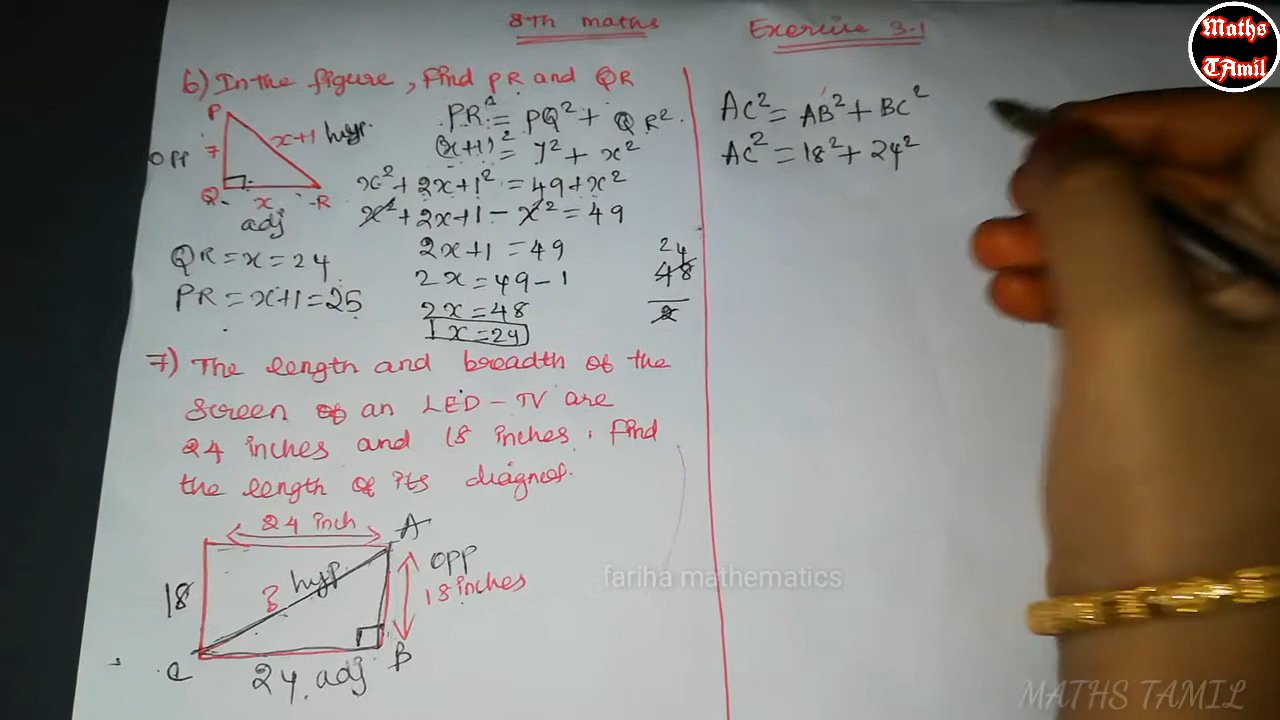 8th maths
Exercise 3.1
Maths
TAmil
6) In the figure, find PR and QR
P
x+1 hyp.
opp 7
Q
x
R
adj
PR² = PQ² + QR².
(x+1)² = 7² + x²
x² + 2x+1² = 49+x²
x² + 2x+1 - x² = 49
2x+1 = 49
2x = 49-1
2x = 48
x = 24
24
48
2
QR = x = 24
PR = x+1 = 25
7) The length and breadth of the
screen of an LED-TV are
24 inches and 18 inches. Find
the length of its
24 inch
A
18
? hyp
opp
18 inches
C
24. adj
B
AC² = AB² + BC²
AC² = 18² + 24²
fariha mathematics
MATHS TAMIL